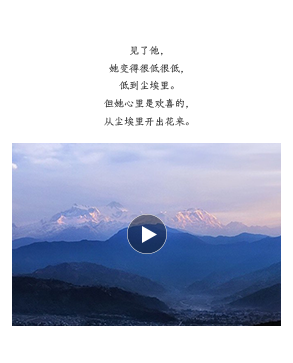 见了他，
她变得很低很低，
低到尘埃里。
但她心里是欢喜的，
从尘埃里开出花来。